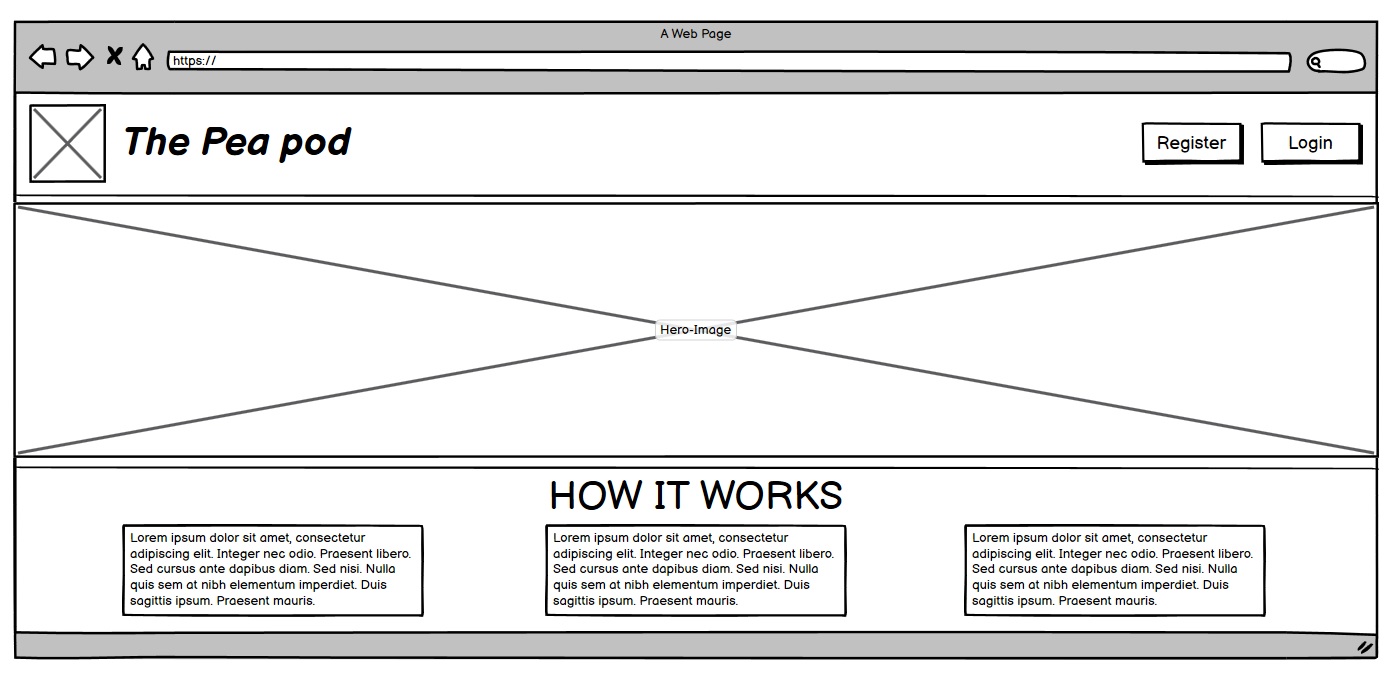 A Web Page
https://
The Pea pod
Register
Login
Hero-Image
HOW IT WORKS
Lorem ipsum dolor sit amet, consectetur
adipiscing elit. Integer nec odio. Praesent libero.
Sed cursus ante dapibus diam. Sed nisi. Nulla
quis sem at nibh elementum imperdiet. Duis
sagittis ipsum. Praesent mauris.
Lorem ipsum dolor sit amet, consectetur
adipiscing elit. Integer nec odio. Praesent libero.
Sed cursus ante dapibus diam. Sed nisi. Nulla
quis sem at nibh elementum imperdiet. Duis
sagittis ipsum. Praesent mauris.
Lorem ipsum dolor sit amet, consectetur
adipiscing elit. Integer nec odio. Praesent libero.
Sed cursus ante dapibus diam. Sed nisi. Nulla
quis sem at nibh elementum imperdiet. Duis
sagittis ipsum. Praesent mauris.